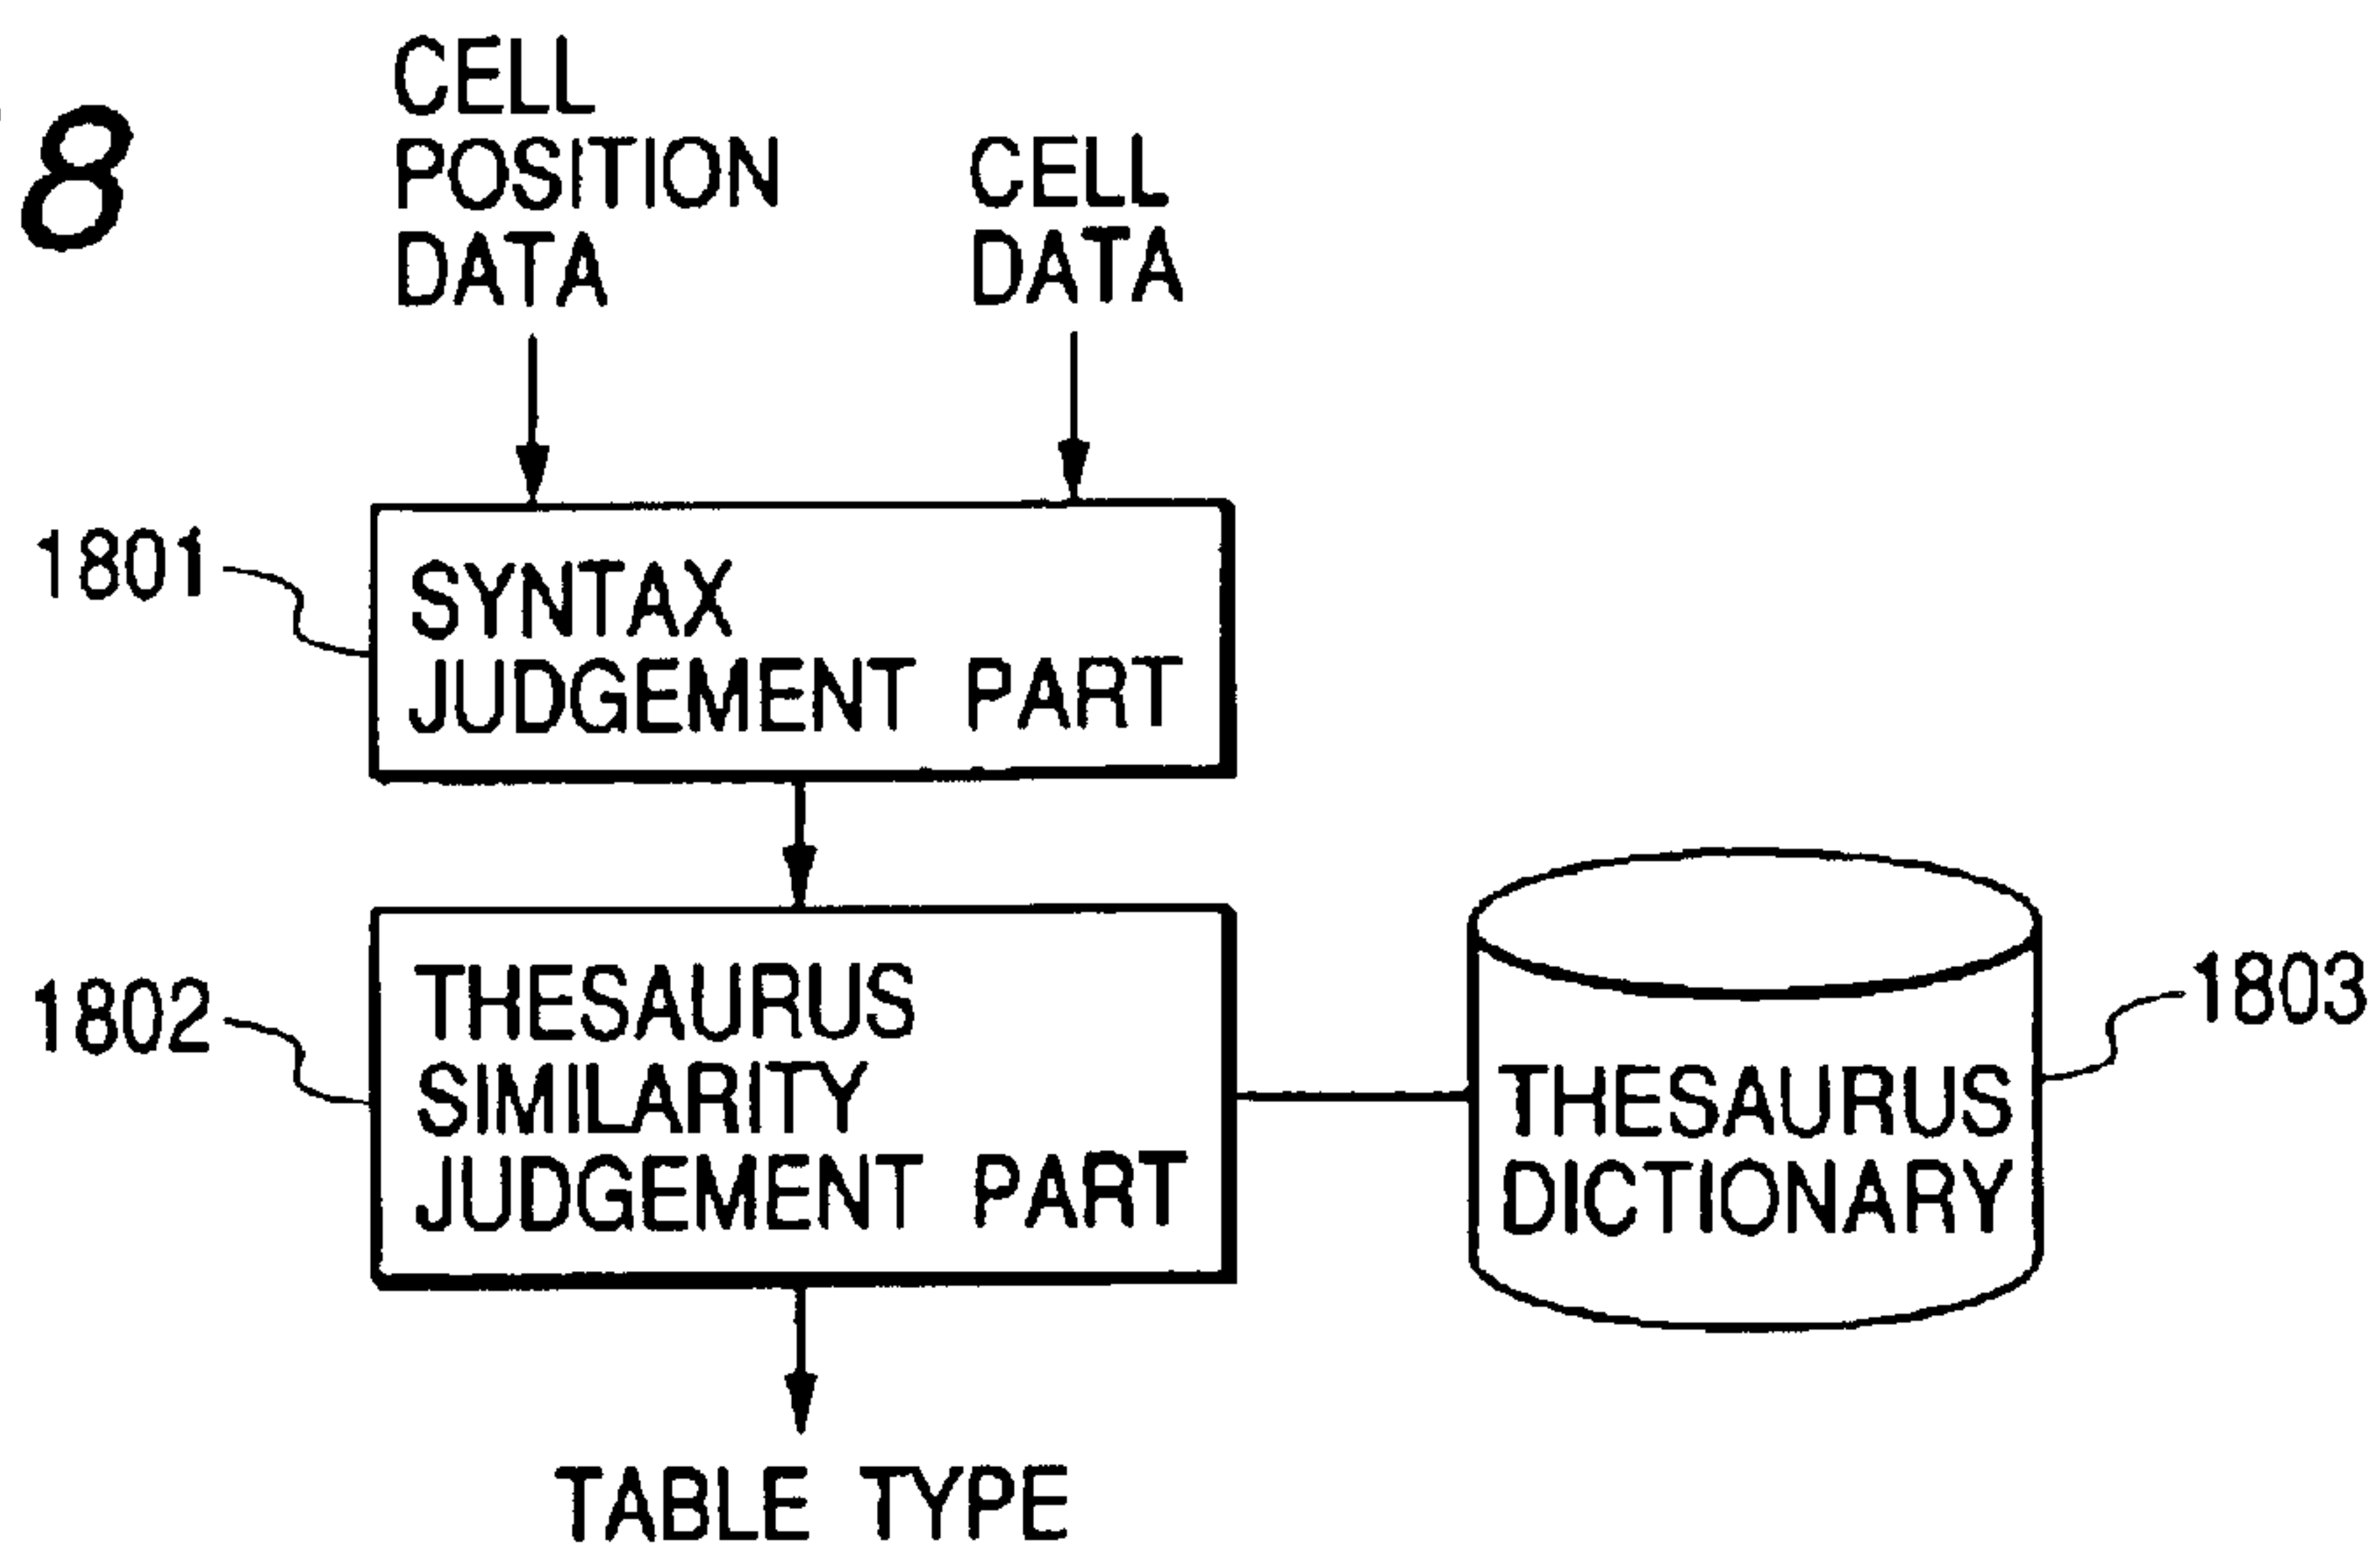 8
CELL
POSITION
DATA
CELL
DATA
1801
SYNTAX
JUDGEMENT PART
1802
THESAURUS
SIMILARITY
JUDGEMENT PART
THESAURUS
DICTIONARY
1803
TABLE TYPE